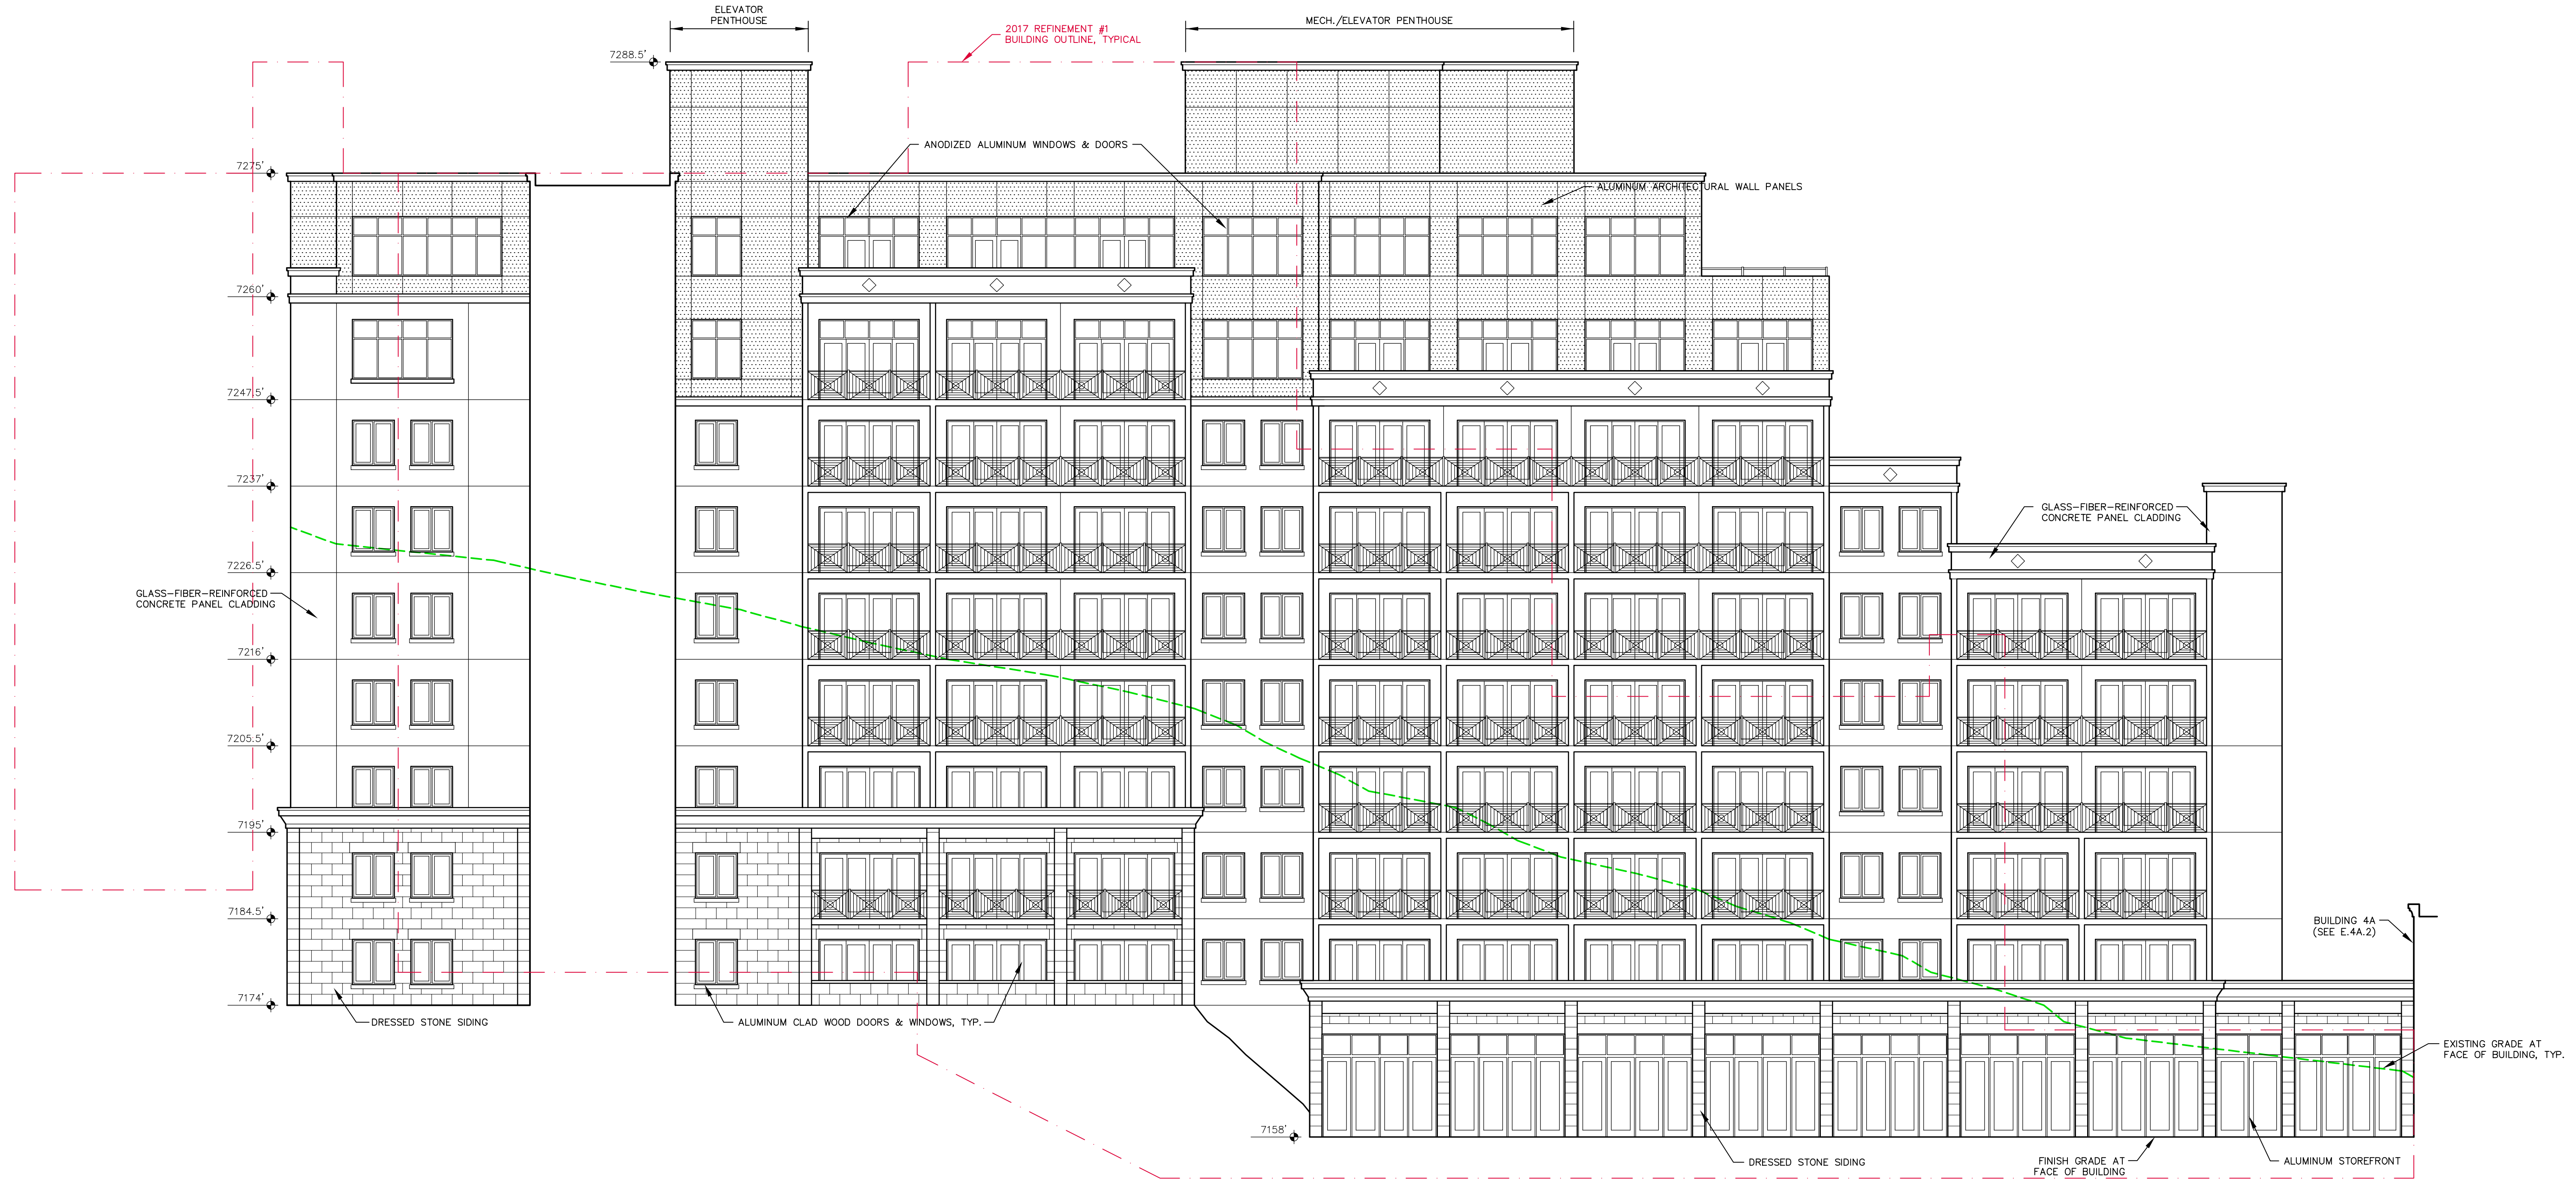 ELEVATOR
PENTHOUSE
2017 REFINEMENT #1
BUILDING OUTLINE, TYPICAL
MECH./ELEVATOR PENTHOUSE
7288.5'
ANODIZED ALUMINUM WINDOWS & DOORS
7275'
ALUMINUM ARCHITECTURAL WALL PANELS
7260'
7247.5'
7237'
GLASS-FIBER-REINFORCED
CONCRETE PANEL CLADDING
7226.5'
GLASS-FIBER-REINFORCED
CONCRETE PANEL CLADDING
7216'
7205.5'
7195'
7184.5'
BUILDING 4A
(SEE E.4A.2)
7174'
DRESSED STONE SIDING
ALUMINUM CLAD WOOD DOORS & WINDOWS, TYP.
EXISTING GRADE AT
FACE OF BUILDING, TYP.
7158'
DRESSED STONE SIDING
FINISH GRADE AT
FACE OF BUILDING
ALUMINUM STOREFRONT